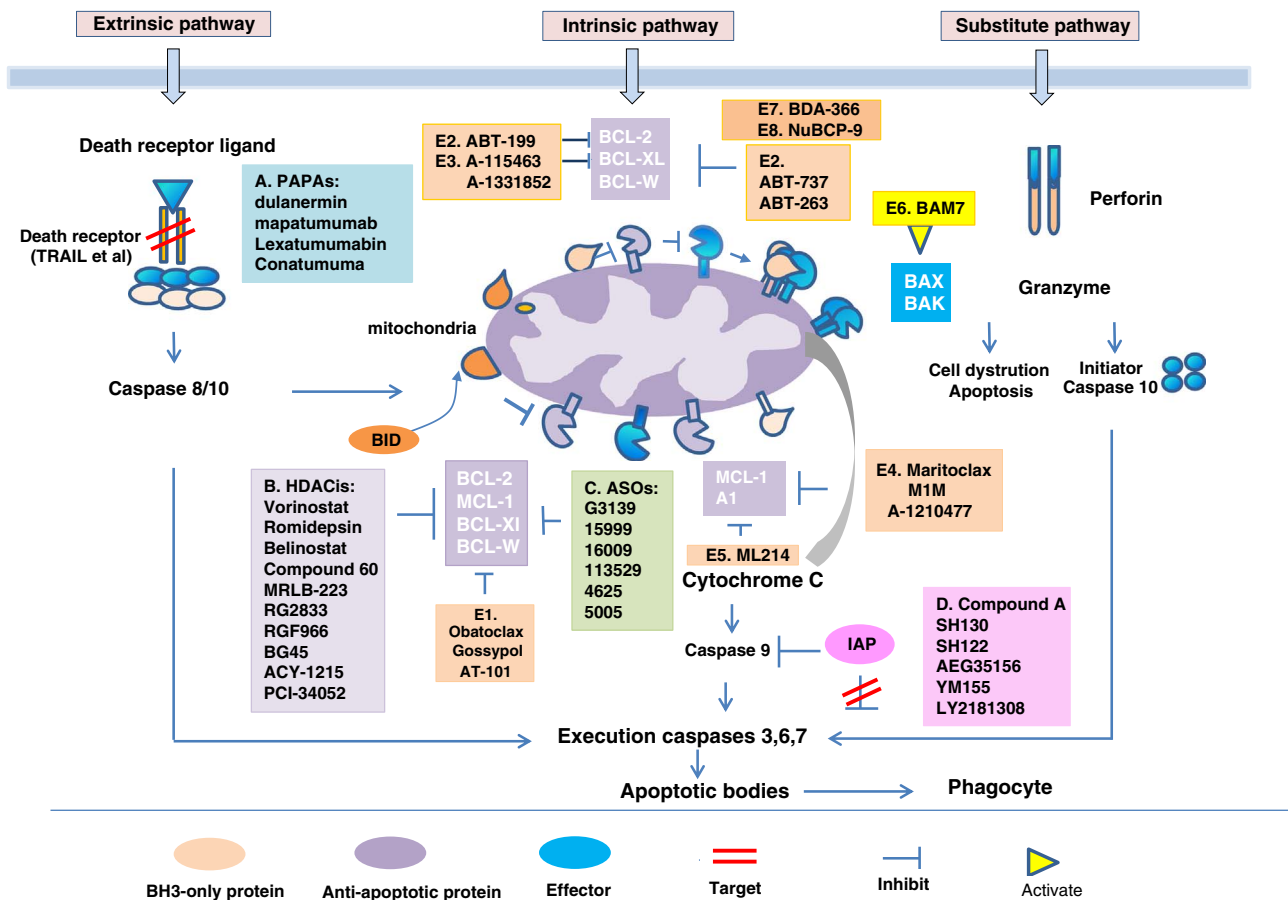 Extrinsic pathway
Intrinsic pathway
Substitute pathway
Death receptor ligand
Death receptor
(TRAIL et al)
A. PAPAs:
dulanermin
mapatumumab
Lexatumumabin
Conatumuma
E2. ABT-199
E3. A-115463
A-1331852
BCL-2
BCL-XL
BCL-W
E7. BDA-366
E8. NuBCP-9
E2.
ABT-737
ABT-263
E6. BAM7
BAX
BAK
Perforin
Granzyme
Cell dystrution
Apoptosis
Initiator
Caspase 10
mitochondria
Caspase 8/10
BID
B. HDACis:
Vorinostat
Romidepsin
Belinostat
Compound 60
MRLB-223
RG2833
RGF966
BG45
ACY-1215
PCI-34052
BCL-2
MCL-1
BCL-XI
BCL-W
E1.
Obatoclax
Gossypol
AT-101
C. ASOs:
G3139
15999
16009
113529
4625
5005
MCL-1
A1
E4. Maritoclax
M1M
A-1210477
E5. ML214
Cytochrome C
Caspase 9
IAP
D. Compound A
SH130
SH122
AEG35156
YM155
LY2181308
Execution caspases 3,6,7
Apoptotic bodies
Phagocyte
BH3-only protein
Anti-apoptotic protein
Effector
Target
Inhibit
Activate